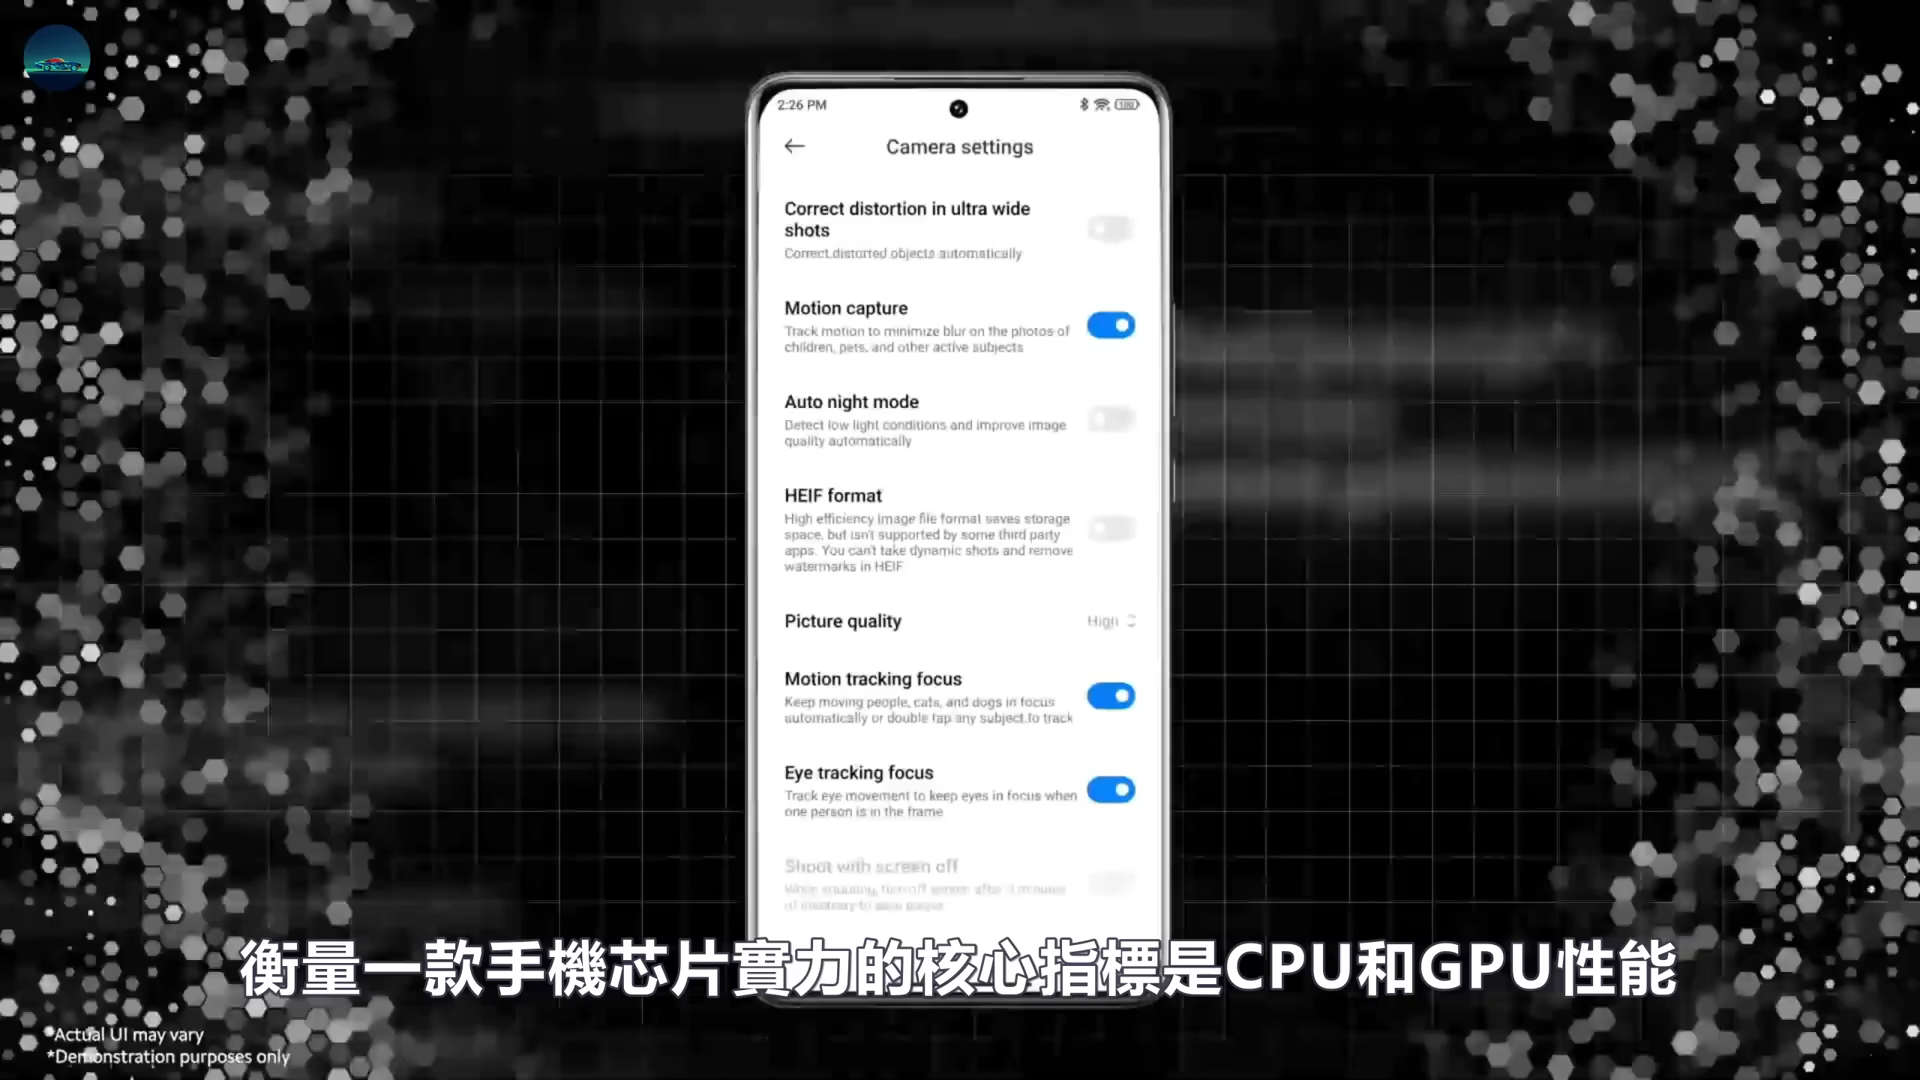 2:26 PM
100
Camera settings
Correct distortion in ultra wide
shots
Correct distorted objects automatically
Motion capture
Track motion to minimize blur on the photos of
children, pets, and other active subjects
Auto night mode
Detect low light conditions and improve image
quality automatically
HEIF format
High efficiency image file format saves storage
space, but isn't supported by some third party
apps. You can't take dynamic shots and remove
watermarks in HEIF
Picture quality
High
Motion tracking focus
Keep moving people, cats, and dogs in focus
automatically or double tap any subject to track
Eye tracking focus
Track eye movement to keep eyes in focus when
one person is in the frame
Shoot with screen off
衡量一款手機芯片實力的核心指標是CPU和GPU性能
*Actual UI may vary
*Demonstration purposes only